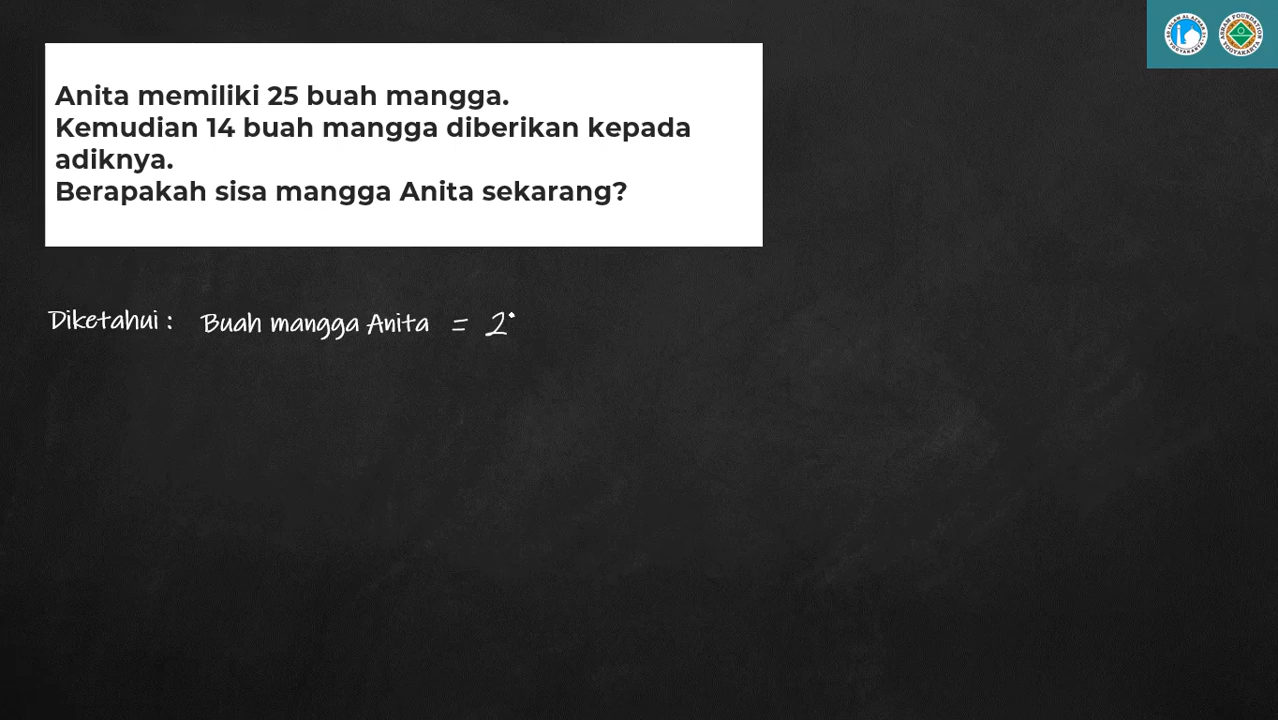 Anita memiliki 25 buah mangga.
Kemudian 14 buah mangga diberikan kepada
adiknya.
Berapakah sisa mangga Anita sekarang?
Diketahui : Buah mangga Anita = 2